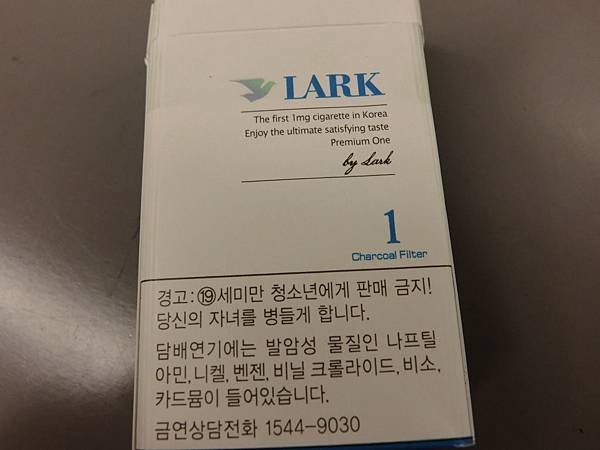 LARK
The first 1mg cigarette in Korea
Enjoy the ultimate satisfying taste
Premium One
by Lark
1
Charcoal Filter
경고: ⑲세미만 청소년에게 판매 금지!
당신의 자녀를 병들게 합니다.
담배연기에는 발암성 물질인 나프틸
아민, 니켈, 벤젠, 비닐 크롤라이드, 비소,
카드뮴이 들어있습니다.
금연상담전화 1544-9030